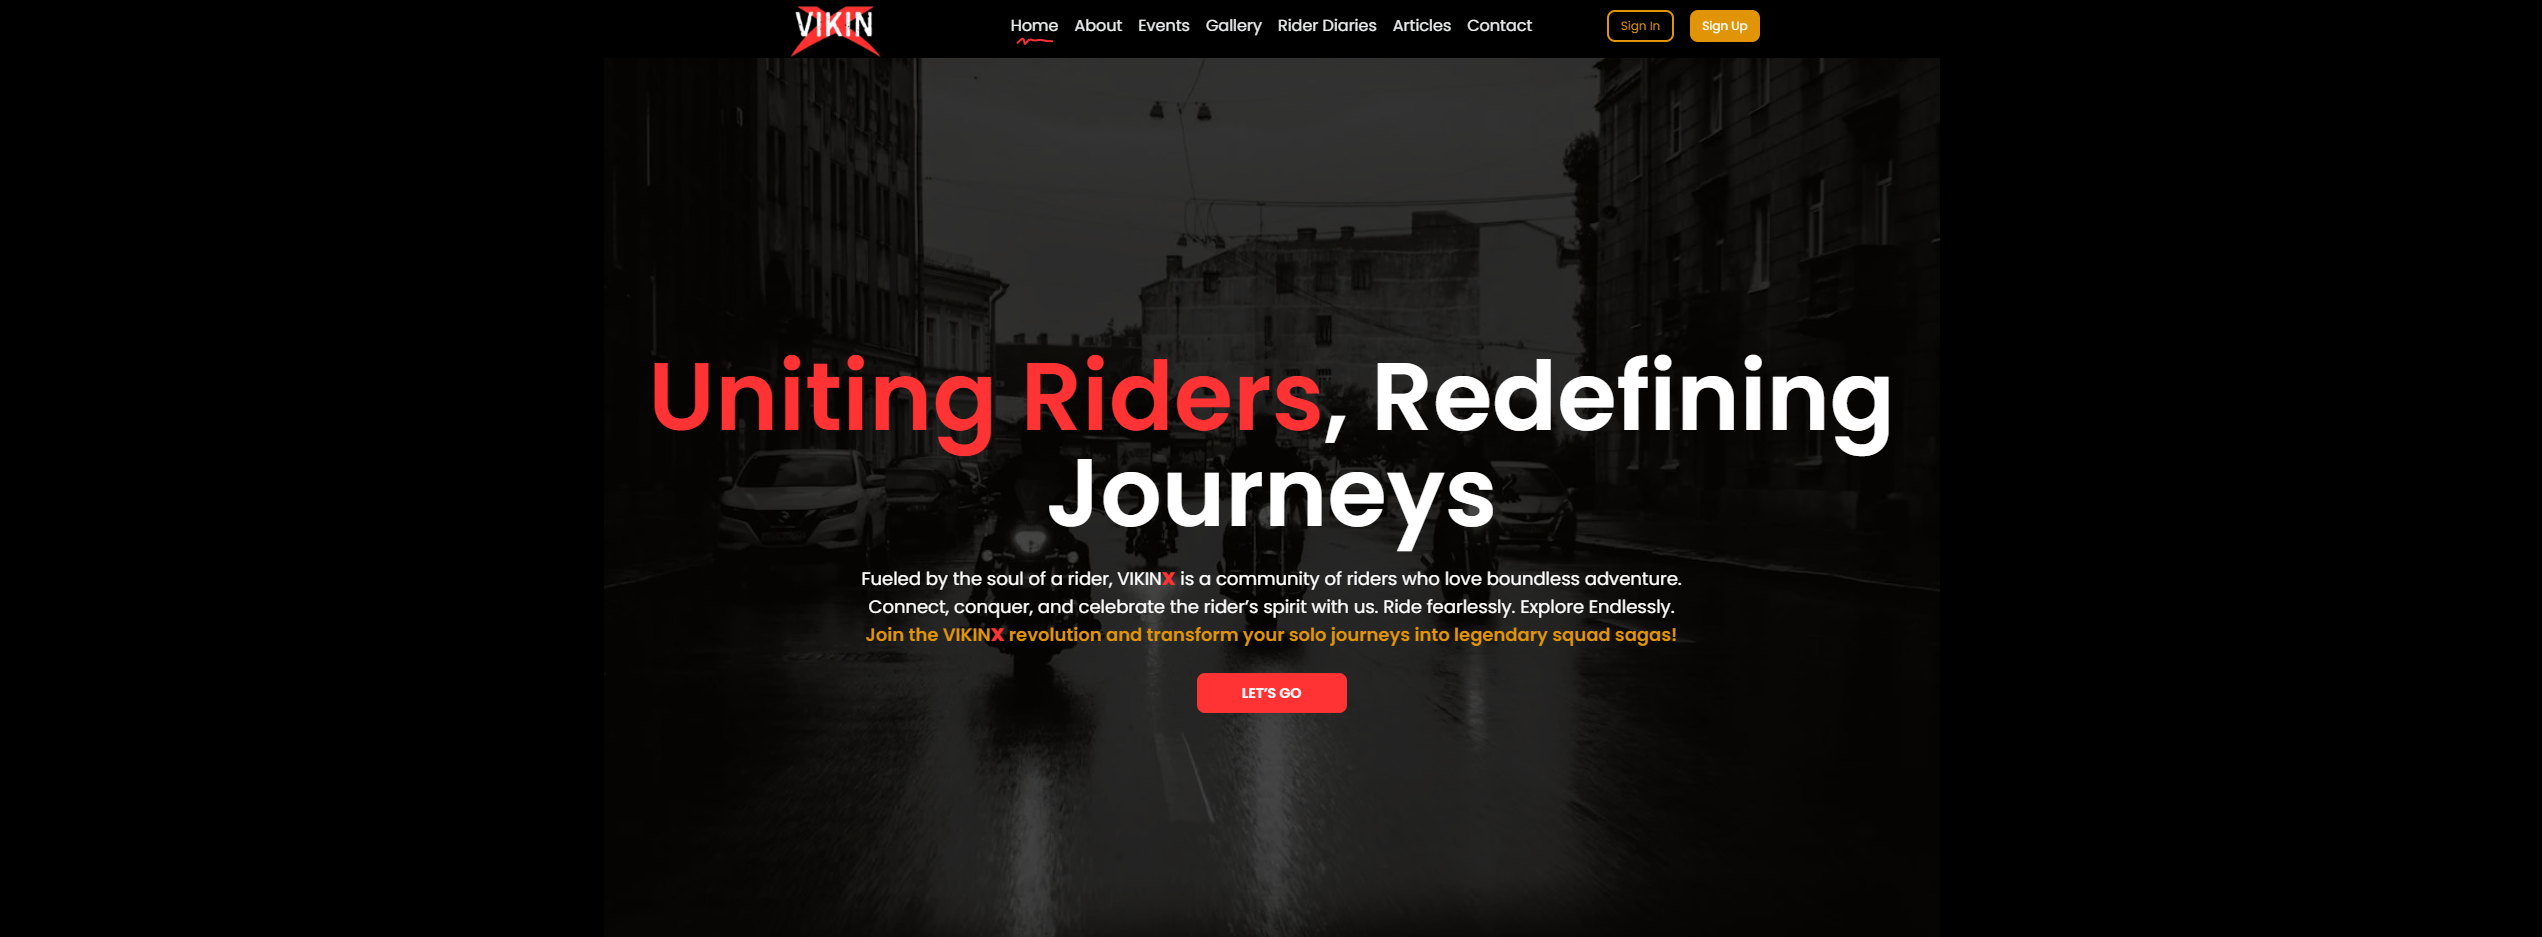 VIKIN
Home About Events Gallery Rider Diaries Articles Contact
Sign In Sign Up
Uniting Riders, Redefining
Journeys
Fueled by the soul of a rider, VIKINX is a community of riders who love boundless adventure.
Connect, conquer, and celebrate the rider’s spirit with us. Ride fearlessly. Explore Endlessly.
Join the VIKINX revolution and transform your solo journeys into legendary squad sagas!
LET’S GO